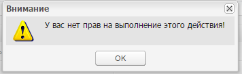 Внимание
У вас нет прав на выполнение этого действия!
OK